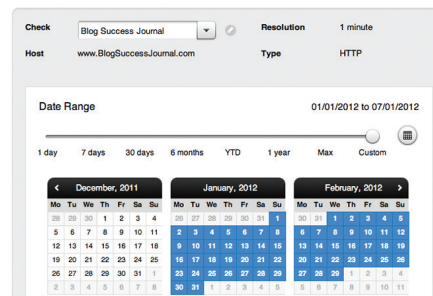 Check Blog Success Journal Resolution 1 minute
Host www.BlogSuccessJournal.com Type HTTP
Date Range 01/01/2012 to 07/01/2012
1 day 7 days 30 days 6 months YTD 1 year Max Custom
December, 2011 January, 2012 February, 2012
Mo Tu We Th Fr Sa Su Mo Tu We Th Fr Sa Su Mo Tu We Th Fr Sa Su
28 29 30 1 2 3 4 26 27 28 29 30 31 1 30 31 1 2 3 4 5
5 6 7 8 9 10 11 2 3 4 5 6 7 8 6 7 8 9 10 11 12
12 13 14 15 16 17 18 9 10 11 12 13 14 15 13 14 15 16 17 18 19
19 20 21 22 23 24 25 16 17 18 19 20 21 22 20 21 22 23 24 25 26
26 27 28 29 30 31 1 23 24 25 26 27 28 29 27 28 29 1 2 3 4
2 3 4 5 6 7 8 30 31 1 2 3 4 5 5 6 7 8 9 10 11